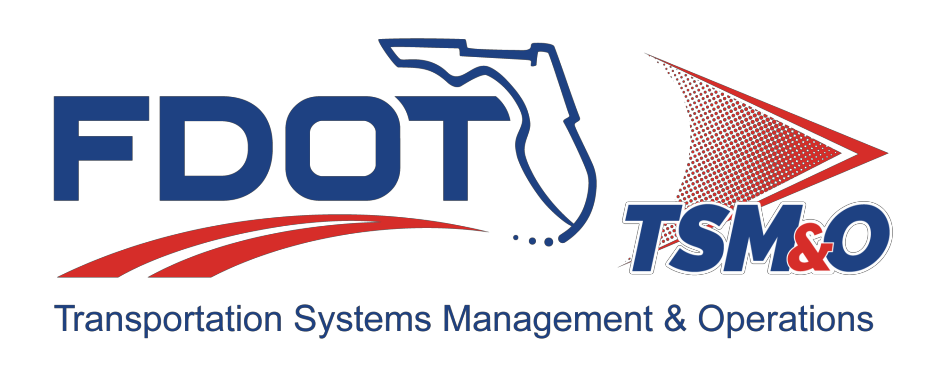 FDOT
TSM&O
Transportation Systems Management & Operations